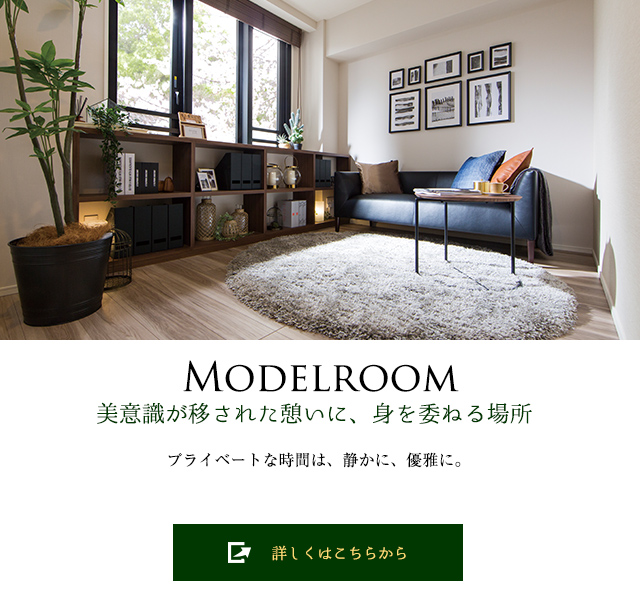 MODELROOM
美意識が移された憩いに、身を委ねる場所
プライベートな時間は、静かに、優雅に。
詳しくはこちらから